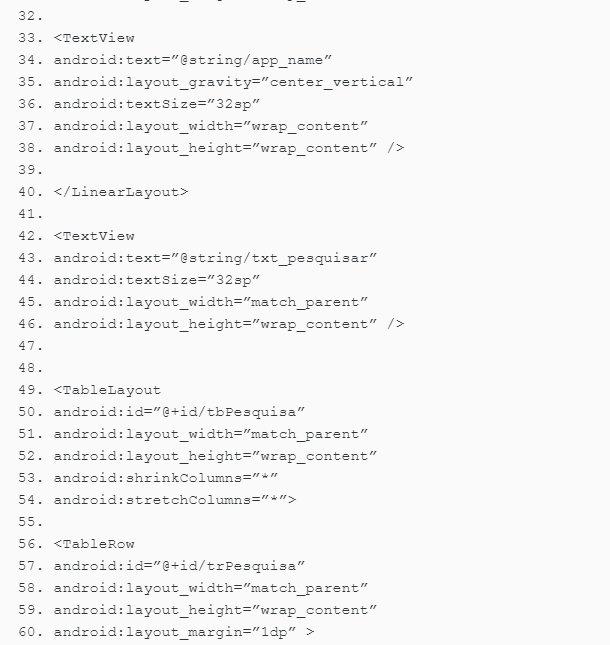 32.
33. <TextView
34. android:text=”@string/app_name”
35. android:layout_gravity=”center_vertical”
36. android:textSize=”32sp”
37. android:layout_width=”wrap_content”
38. android:layout_height=”wrap_content” />
39.
40. </LinearLayout>
41.
42. <TextView
43. android:text=”@string/txt_pesquisar”
44. android:textSize=”32sp”
45. android:layout_width=”match_parent”
46. android:layout_height=”wrap_content” />
47.
48.
49. <TableLayout
50. android:id=”@+id/tbPesquisa”
51. android:layout_width=”match_parent”
52. android:layout_height=”wrap_content”
53. android:shrinkColumns=”*”
54. android:stretchColumns=”*”>
55.
56. <TableRow
57. android:id=”@+id/trPesquisa”
58. android:layout_width=”match_parent”
59. android:layout_height=”wrap_content”
60. android:layout_margin=”1dp” >